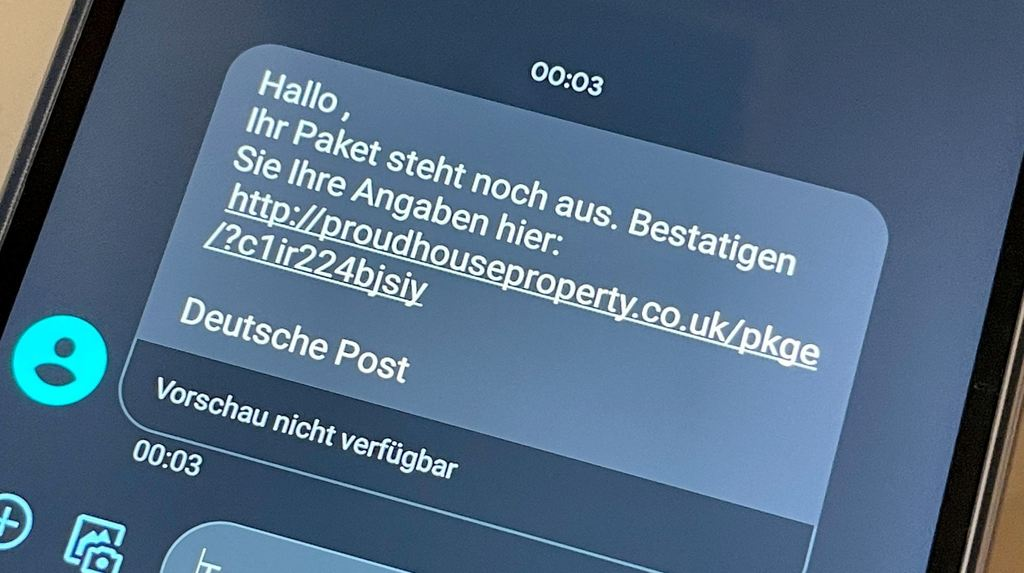 00:03
Hallo ,
Ihr Paket steht noch aus. Bestatigen
Sie Ihre Angaben hier:
http://proudhouseproperty.co.uk/pkge
/?c1ir224bjsiy
Deutsche Post
Vorschau nicht verfügbar
00:03